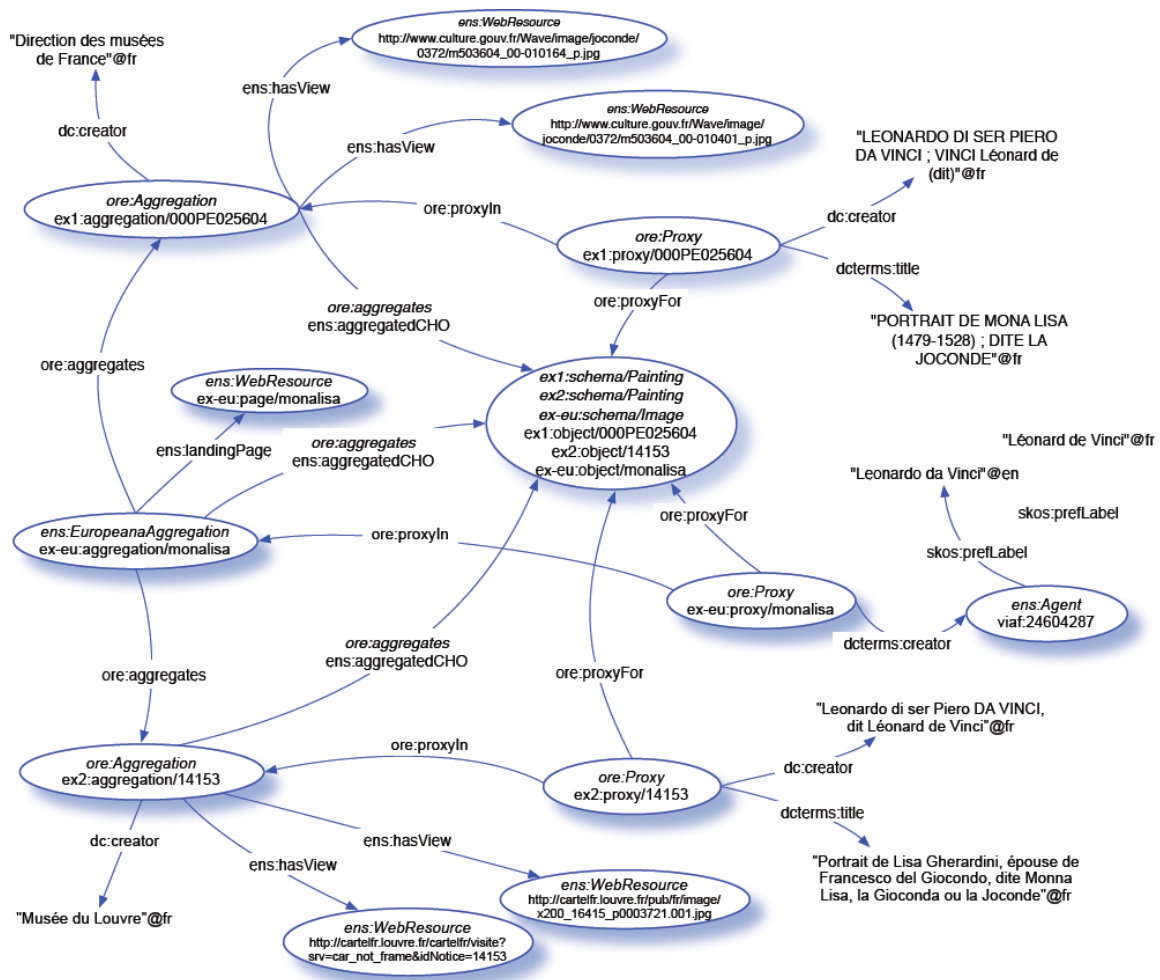 ens:WebResource
http://www.culture.gouv.fr/Wave/image/joconde/
0372/m503604_00-010164_p.jpg
"Direction des musées
de France"@fr
ens:hasView
ens:WebResource
http://www.culture.gouv.fr/Wave/image/
joconde/0372/m503604_00-010401_p.jpg
dc:creator
ens:hasView
"LEONARDO DI SER PIERO
DA VINCI ; VINCI Léonard de
(dit)"@fr
ore:Aggregation
ex1:aggregation/000PE025604
ore:proxyIn
dc:creator
ore:Proxy
ex1:proxy/000PE025604
dcterms:title
ore:aggregates
ens:aggregatedCHO
ore:proxyFor
"PORTRAIT DE MONA LISA
(1479-1528) ; DITE LA
JOCONDE"@fr
ore:aggregates
ens:WebResource
ex-eu:page/monalisa
ex1:schema/Painting
ex2:schema/Painting
ex-eu:schema/Image
ex1:object/000PE025604
ex2:object/14153
ex-eu:object/monalisa
ens:landingPage
ore:aggregates
ens:aggregatedCHO
"Léonard de Vinci"@fr
"Leonardo da Vinci"@en
skos:prefLabel
skos:prefLabel
ens:EuropeanaAggregation
ex-eu:aggregation/monalisa
ore:proxyIn
ore:proxyFor
ore:Proxy
ex-eu:proxy/monalisa
ens:Agent
viaf:24604287
dcterms:creator
ore:aggregates
ens:aggregatedCHO
ore:aggregates
ore:proxyFor
"Leonardo di ser Piero DA VINCI,
dit Léonard de Vinci"@fr
ore:Aggregation
ex2:aggregation/14153
ore:proxyIn
dc:creator
ore:Proxy
ex2:proxy/14153
dcterms:title
dc:creator
ens:hasView
ens:hasView
"Portrait de Lisa Gherardini, épouse de
Francesco del Giocondo, dite Monna
Lisa, la Gioconda ou la Joconde"@fr
"Musée du Louvre"@fr
ens:WebResource
http://cartelfr.louvre.fr/pub/fr/image/
x200_16415_p0003721.001.jpg
ens:WebResource
http://cartelfr.louvre.fr/cartelfr/visite?
srv=car_not_frame&idNotice=14153